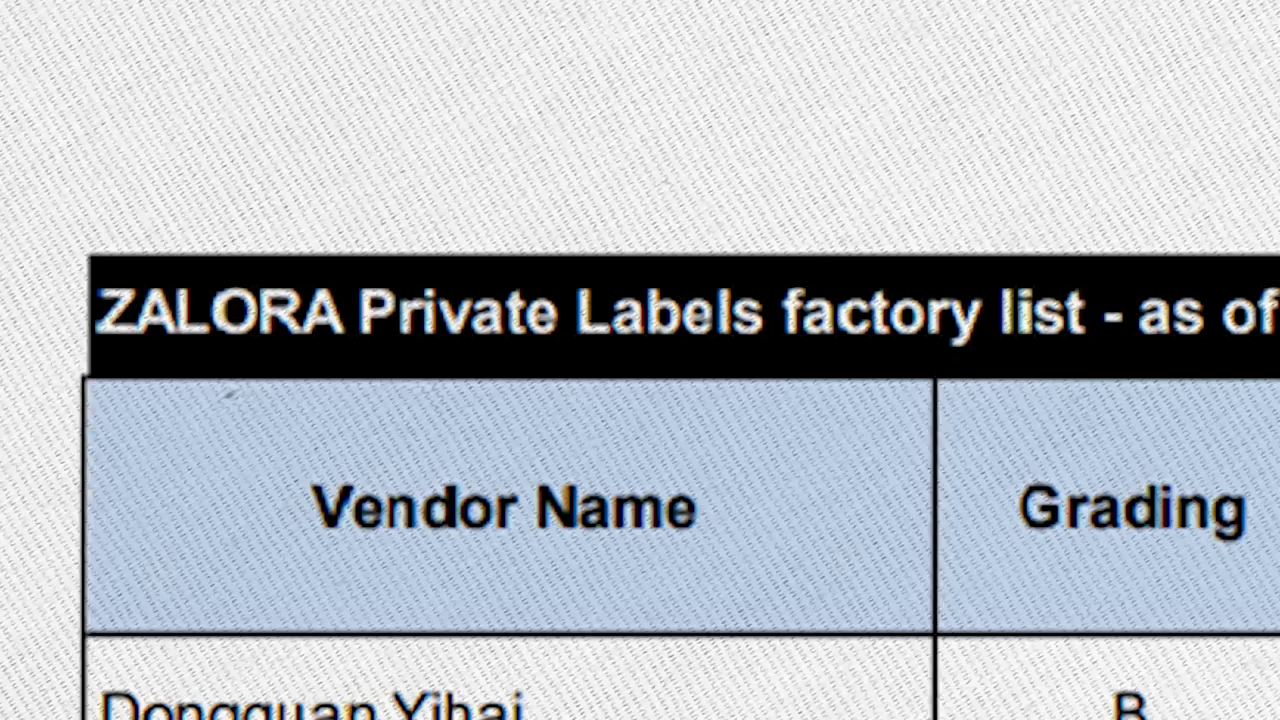 ZALORA Private Labels factory list - as of
Vendor Name
Grading
Dongguan Yihai
B